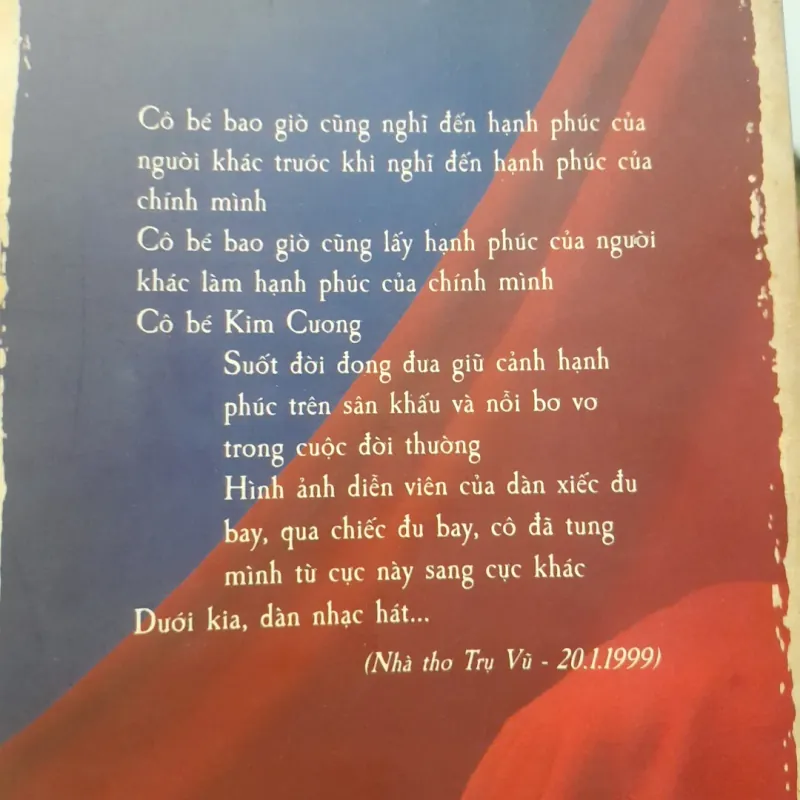 Cô bé bao giờ cũng nghĩ đến hạnh phúc của
người khác trước khi nghĩ đến hạnh phúc của
chính mình
Cô bé bao giờ cũng lấy hạnh phúc của người
khác làm hạnh phúc của chính mình
Cô bé Kim Cương
Suốt đời đong đưa giữ cảnh hạnh
phúc trên sân khấu và nỗi bơ vơ
trong cuộc đời thường
Hình ảnh diễn viên của dàn xiếc đu
bay, qua chiếc đu bay, cô đã tung
mình từ cực này sang cực khác
Dưới kia, dàn nhạc hát...
(Nhà thơ Trụ Vũ - 20.1.1999)